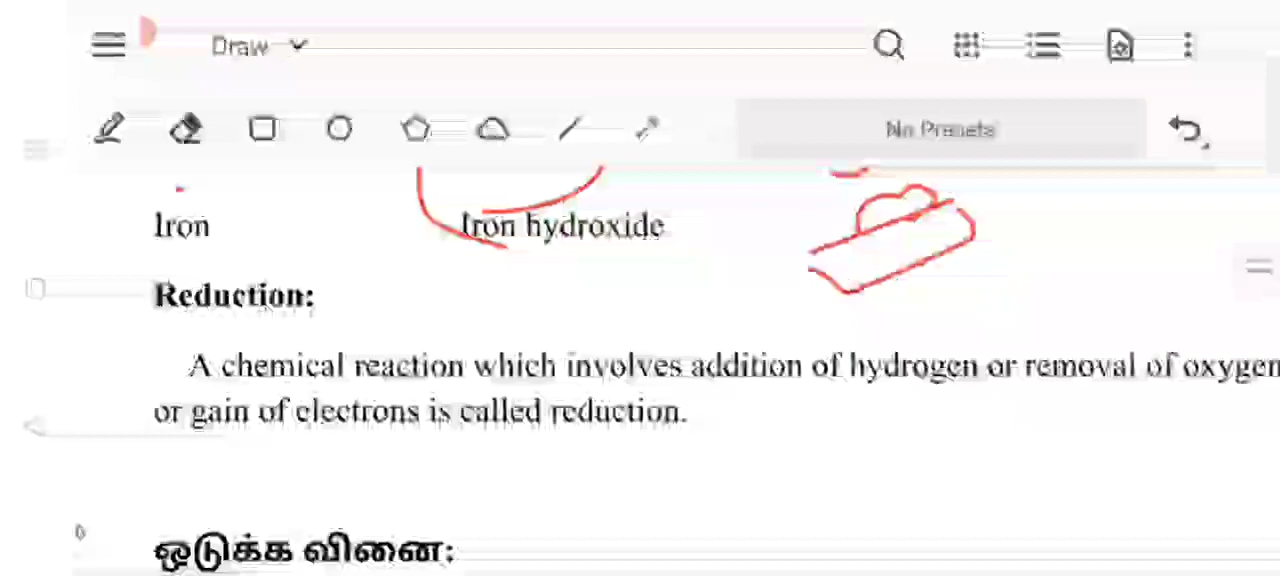 Draw
No Presets
Iron Iron hydroxide
Reduction:
A chemical reaction which involves addition of hydrogen or removal of oxygen
or gain of electrons is called reduction.
ஒடுக்க வினை: